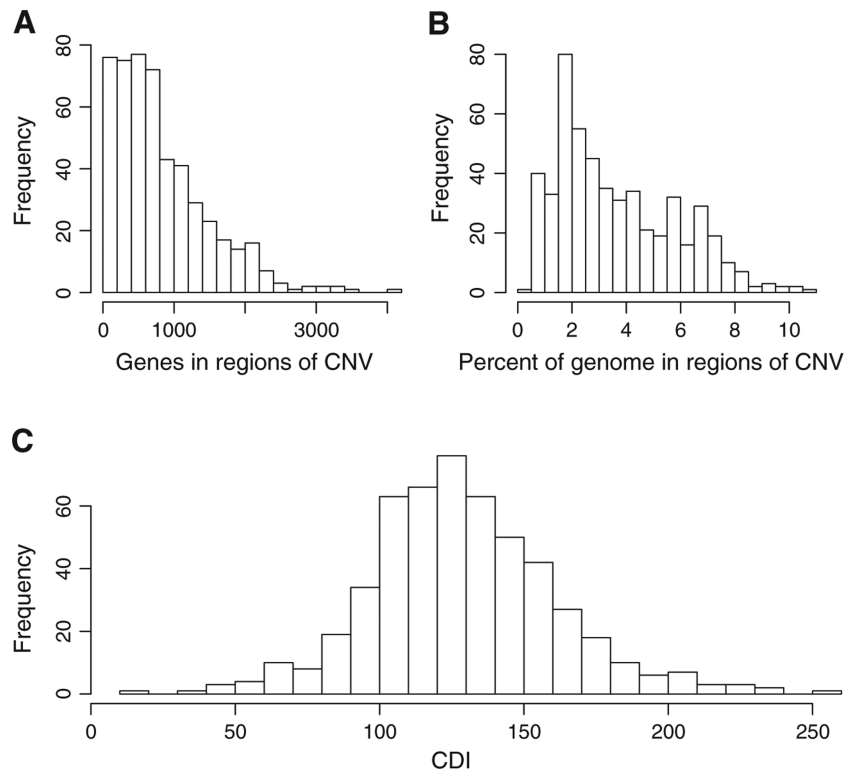 A
Frequency
0 20 40 60 80
0 1000 3000
Genes in regions of CNV
B
Frequency
0 20 40 60 80
0 2 4 6 8 10
Percent of genome in regions of CNV
C
Frequency
0 20 40 60
0 50 100 150 200 250
CDI